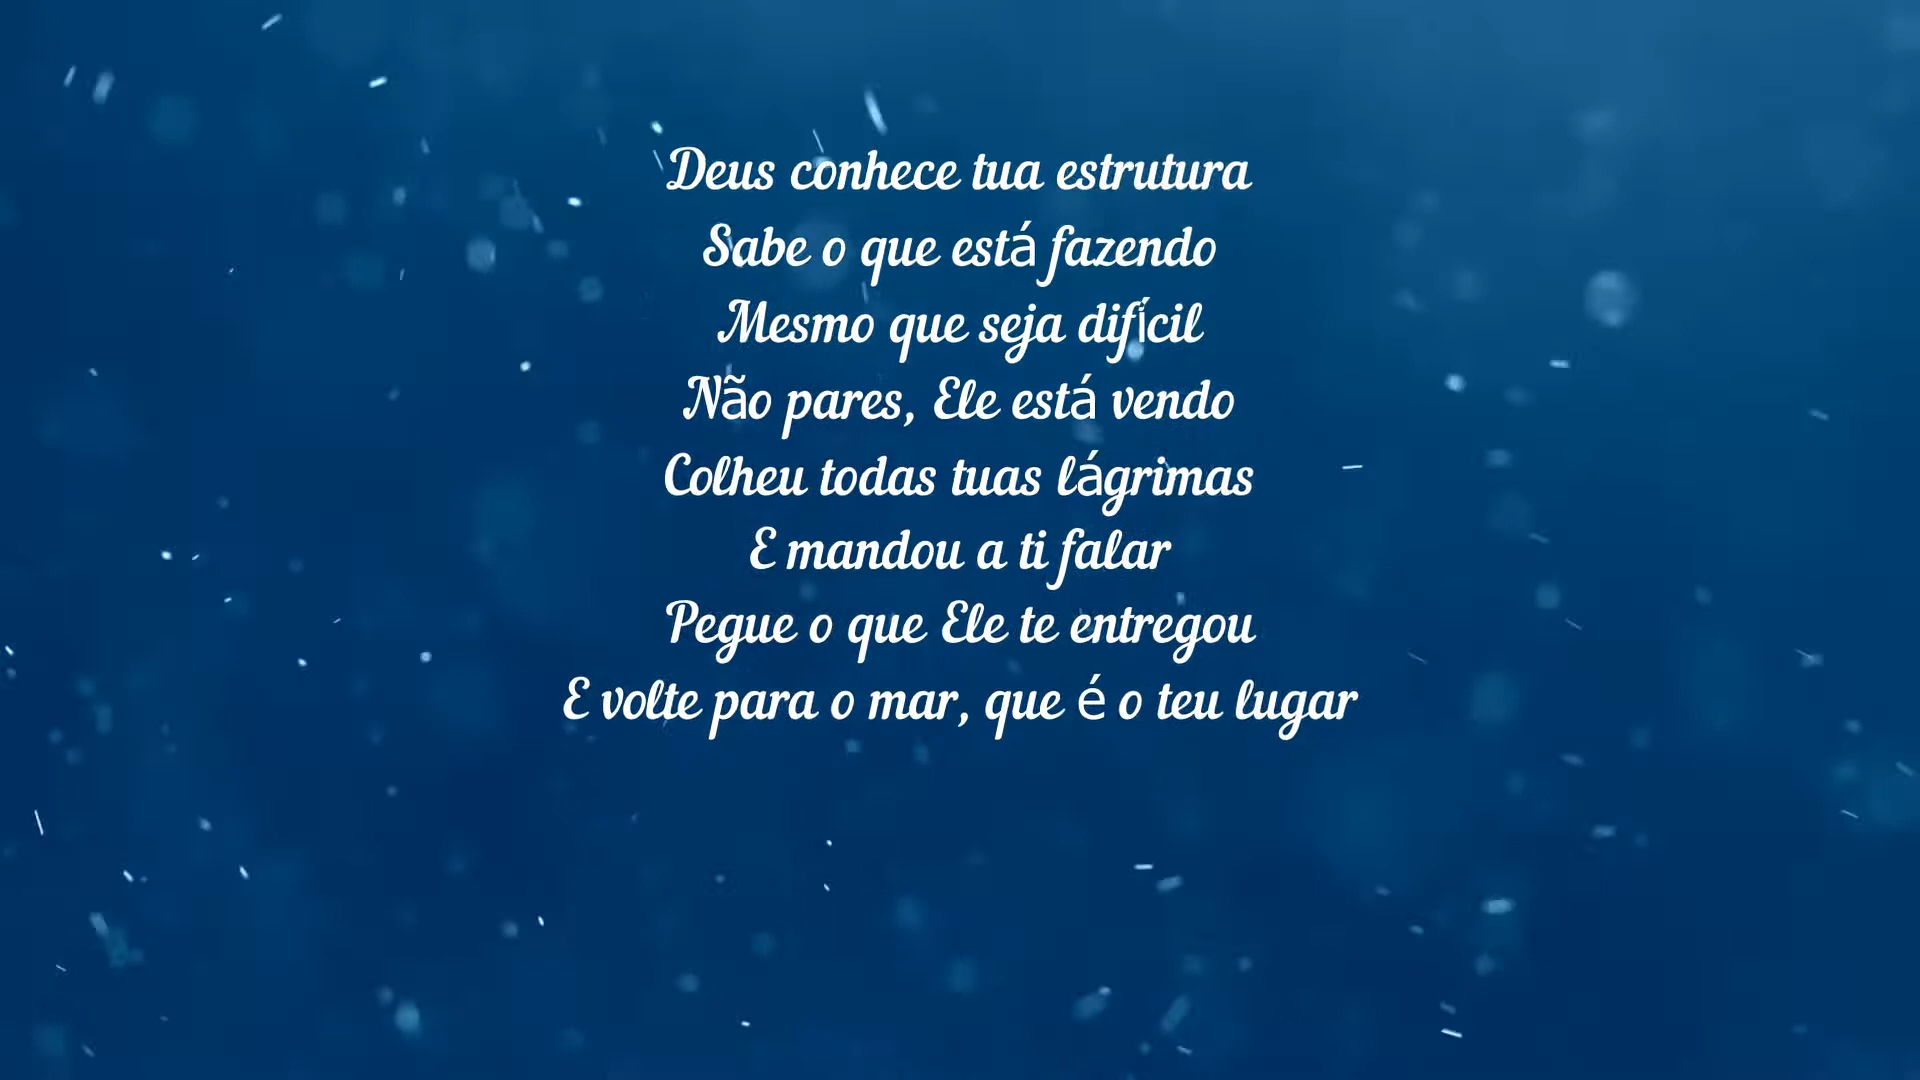 Deus conhece tua estrutura
Sabe o que está fazendo
Mesmo que seja difícil
Não pares, Ele está vendo
Colheu todas tuas lágrimas
E mandou a ti falar
Pegue o que Ele te entregou
E volte para o mar, que é o teu lugar